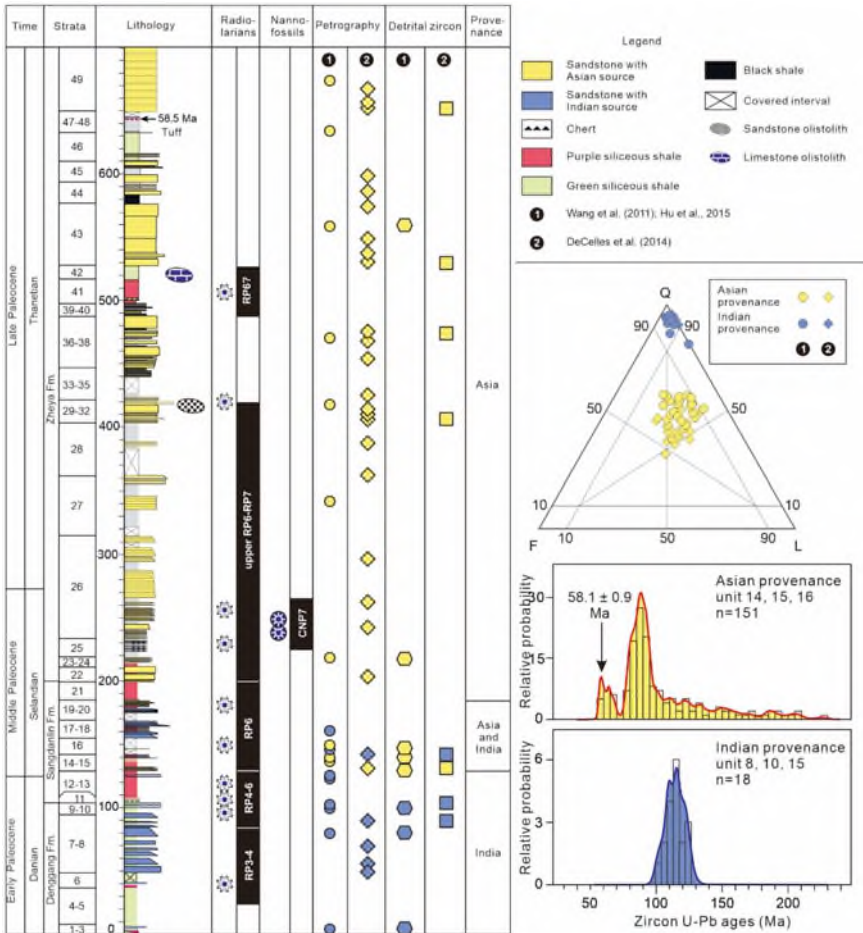 Time
Strata
Lithology
Radio-
larians
Nanno-
fossils
Petrography
Detrital zircon
Prove-
nance
1 2 1 2
Late Paleocene
Middle Paleocene
Early Paleocene
Thanetian
Selandian
Danian
Zheya Fm.
Sangdanlin Fm.
Denggang Fm.
49
47-48
46
45
44
43
42
41
39-40
36-38
33-35
29-32
28
27
26
25
23-24
22
21
19-20
17-18
16
14-15
12-13
11
9-10
7-8
6
4-5
1-3
58.5 Ma
Tuff
600
500
400
300
200
100
0
RP6?
upper RP6-RP7
RP6
RP4-6
RP3-4
CNP7
Asia
Asia
and
India
India
Legend
Sandstone with
Asian source
Sandstone with
Indian source
Chert
Purple siliceous shale
Green siliceous shale
Black shale
Covered interval
Sandstone olistolith
Limestone olistolith
1 Wang et al. (2011); Hu et al., 2015
2 DeCelles et al. (2014)
Asian
provenance
Indian
provenance
1 2
Q
90 90
50 50
10 10
F 10 50 90 L
Relative probability
30
15
0
58.1 ± 0.9
Ma
Asian provenance
unit 14, 15, 16
n=151
Relative probability
6
3
0
Indian provenance
unit 8, 10, 15
n=18
50 100 150 200
Zircon U-Pb ages (Ma)